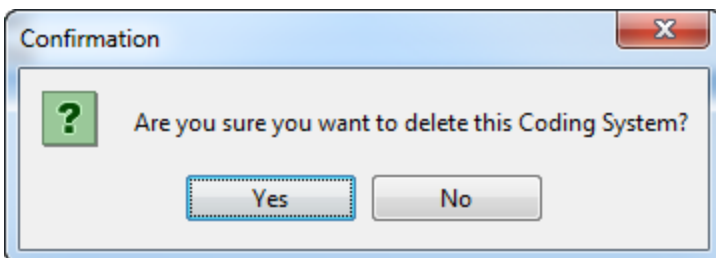 Confirmation
Are you sure you want to delete this Coding System?
Yes
No